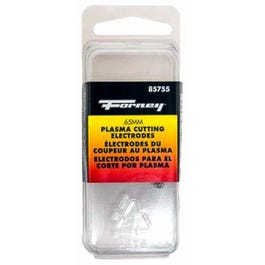 85755
Forney
.65MM
PLASMA CUTTING
ELECTRODES
ÉLECTRODES DU
COUPEUR AU PLASMA
ELECTRODOS PARA EL
CORTE POR PLASMA